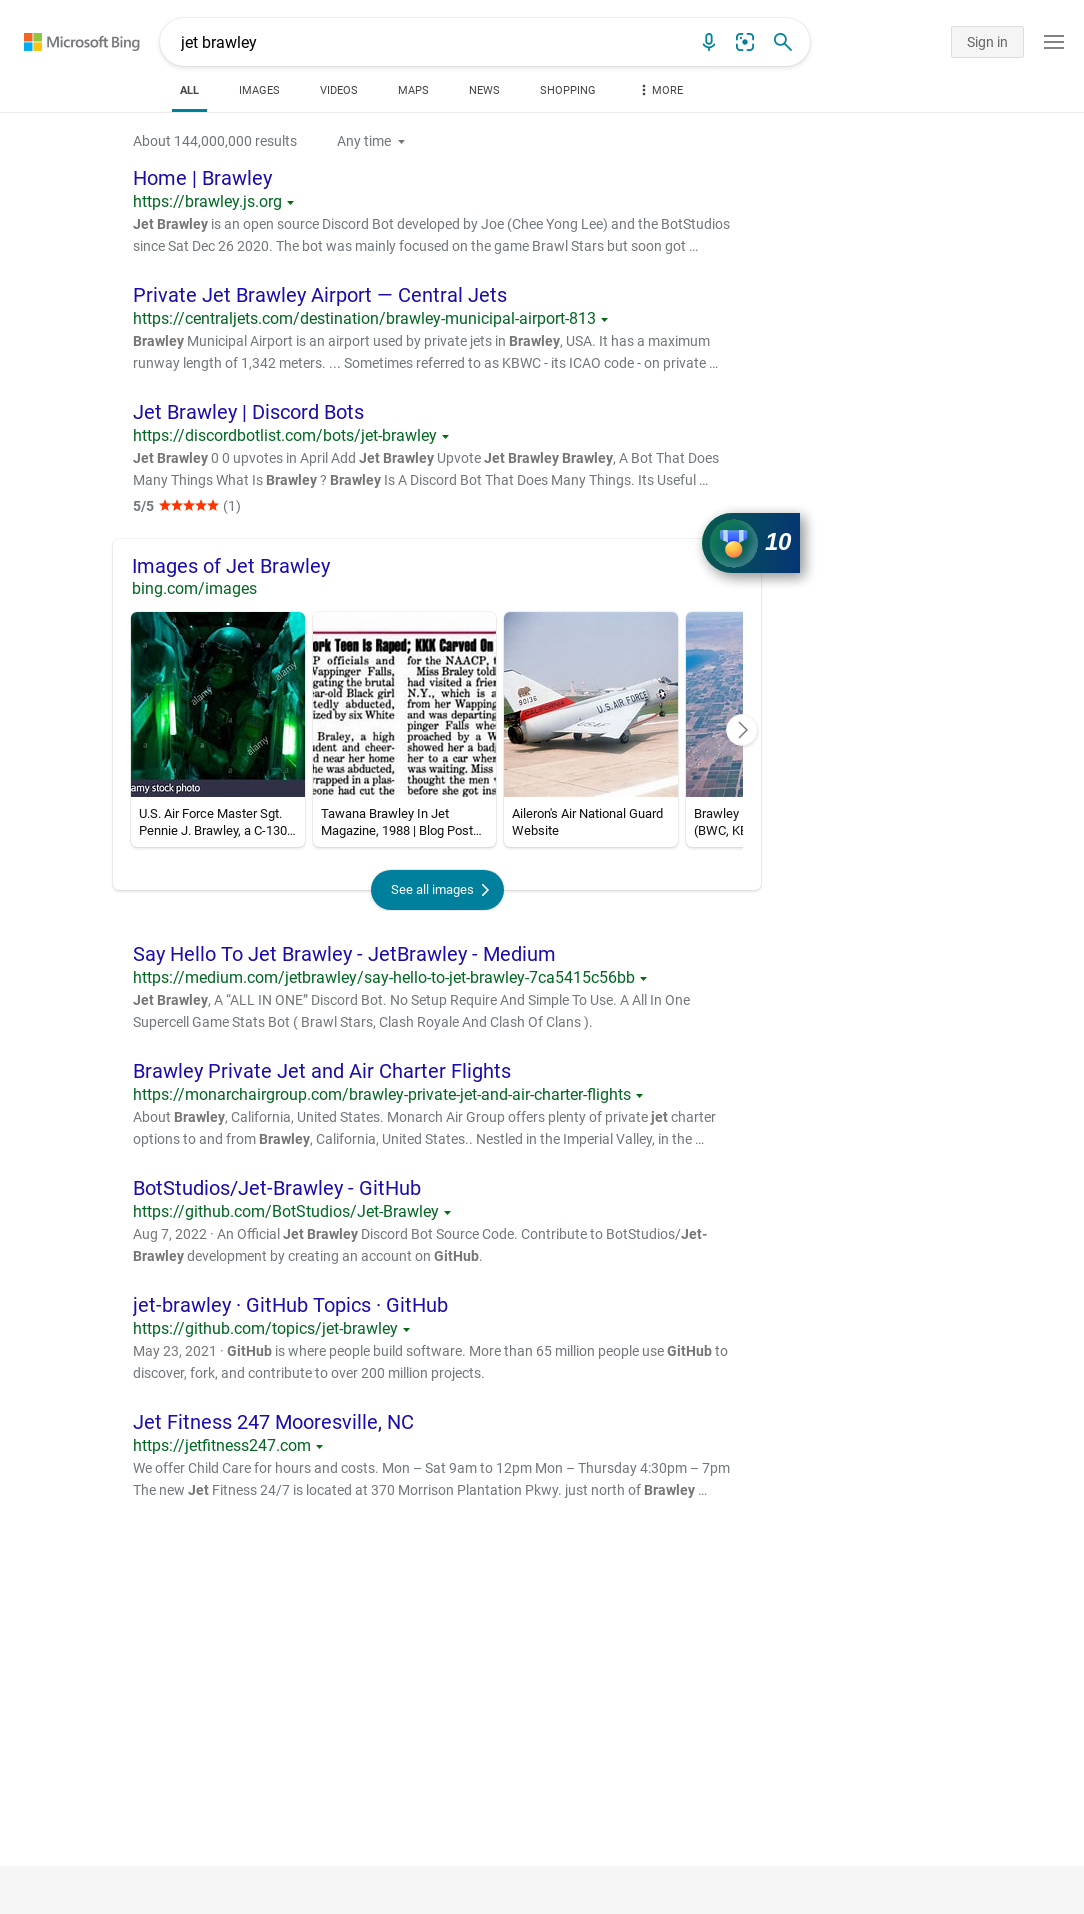 Microsoft Bing
jet brawley
Sign in
ALL
IMAGES
VIDEOS
MAPS
NEWS
SHOPPING
MORE
About 144,000,000 results
Any time
Home | Brawley
https://brawley.js.org
Jet Brawley is an open source Discord Bot developed by Joe (Chee Yong Lee) and the BotStudios
since Sat Dec 26 2020. The bot was mainly focused on the game Brawl Stars but soon got …
Private Jet Brawley Airport — Central Jets
https://centraljets.com/destination/brawley-municipal-airport-813
Brawley Municipal Airport is an airport used by private jets in Brawley, USA. It has a maximum
runway length of 1,342 meters. ... Sometimes referred to as KBWC - its ICAO code - on private …
Jet Brawley | Discord Bots
https://discordbotlist.com/bots/jet-brawley
Jet Brawley 0 0 upvotes in April Add Jet Brawley Upvote Jet Brawley Brawley, A Bot That Does
Many Things What Is Brawley ? Brawley Is A Discord Bot That Does Many Things. Its Useful …
5/5 ★★★★★ (1)
10
Images of Jet Brawley
bing.com/images
a
alamy
alamy
alamy
amy stock photo
U.S. Air Force Master Sgt.
Pennie J. Brawley, a C-130…
ork Teen Is Raped; KKK Carved On
P officials and
Wappinger Falls,
gating the brutal
ear-old Black girl
tedly abducted,
ized by six White
Braley, a high
udent and cheer-
d near her home
he was abducted,
wrapped in a plas-
eone had cut the
for the NAACP, t
Miss Braley told
had visited a frien
N.Y., which is a
from her Wapping
and was departing
pinger Falls whe
proached by a W
showed her a bad
her to a car wher
was waiting. Miss
thought the men
before she got ins
Tawana Brawley In Jet
Magazine, 1988 | Blog Post…
90136
CALIFORNIA
U.S. AIR FORCE
USAF
Aileron's Air National Guard
Website
Brawley
(BWC, KB
See all images
Say Hello To Jet Brawley - JetBrawley - Medium
https://medium.com/jetbrawley/say-hello-to-jet-brawley-7ca5415c56bb
Jet Brawley, A “ALL IN ONE” Discord Bot. No Setup Require And Simple To Use. A All In One
Supercell Game Stats Bot ( Brawl Stars, Clash Royale And Clash Of Clans ).
Brawley Private Jet and Air Charter Flights
https://monarchairgroup.com/brawley-private-jet-and-air-charter-flights
About Brawley, California, United States. Monarch Air Group offers plenty of private jet charter
options to and from Brawley, California, United States.. Nestled in the Imperial Valley, in the …
BotStudios/Jet-Brawley - GitHub
https://github.com/BotStudios/Jet-Brawley
Aug 7, 2022 · An Official Jet Brawley Discord Bot Source Code. Contribute to BotStudios/Jet-
Brawley development by creating an account on GitHub.
jet-brawley · GitHub Topics · GitHub
https://github.com/topics/jet-brawley
May 23, 2021 · GitHub is where people build software. More than 65 million people use GitHub to
discover, fork, and contribute to over 200 million projects.
Jet Fitness 247 Mooresville, NC
https://jetfitness247.com
We offer Child Care for hours and costs. Mon – Sat 9am to 12pm Mon – Thursday 4:30pm – 7pm
The new Jet Fitness 24/7 is located at 370 Morrison Plantation Pkwy. just north of Brawley …